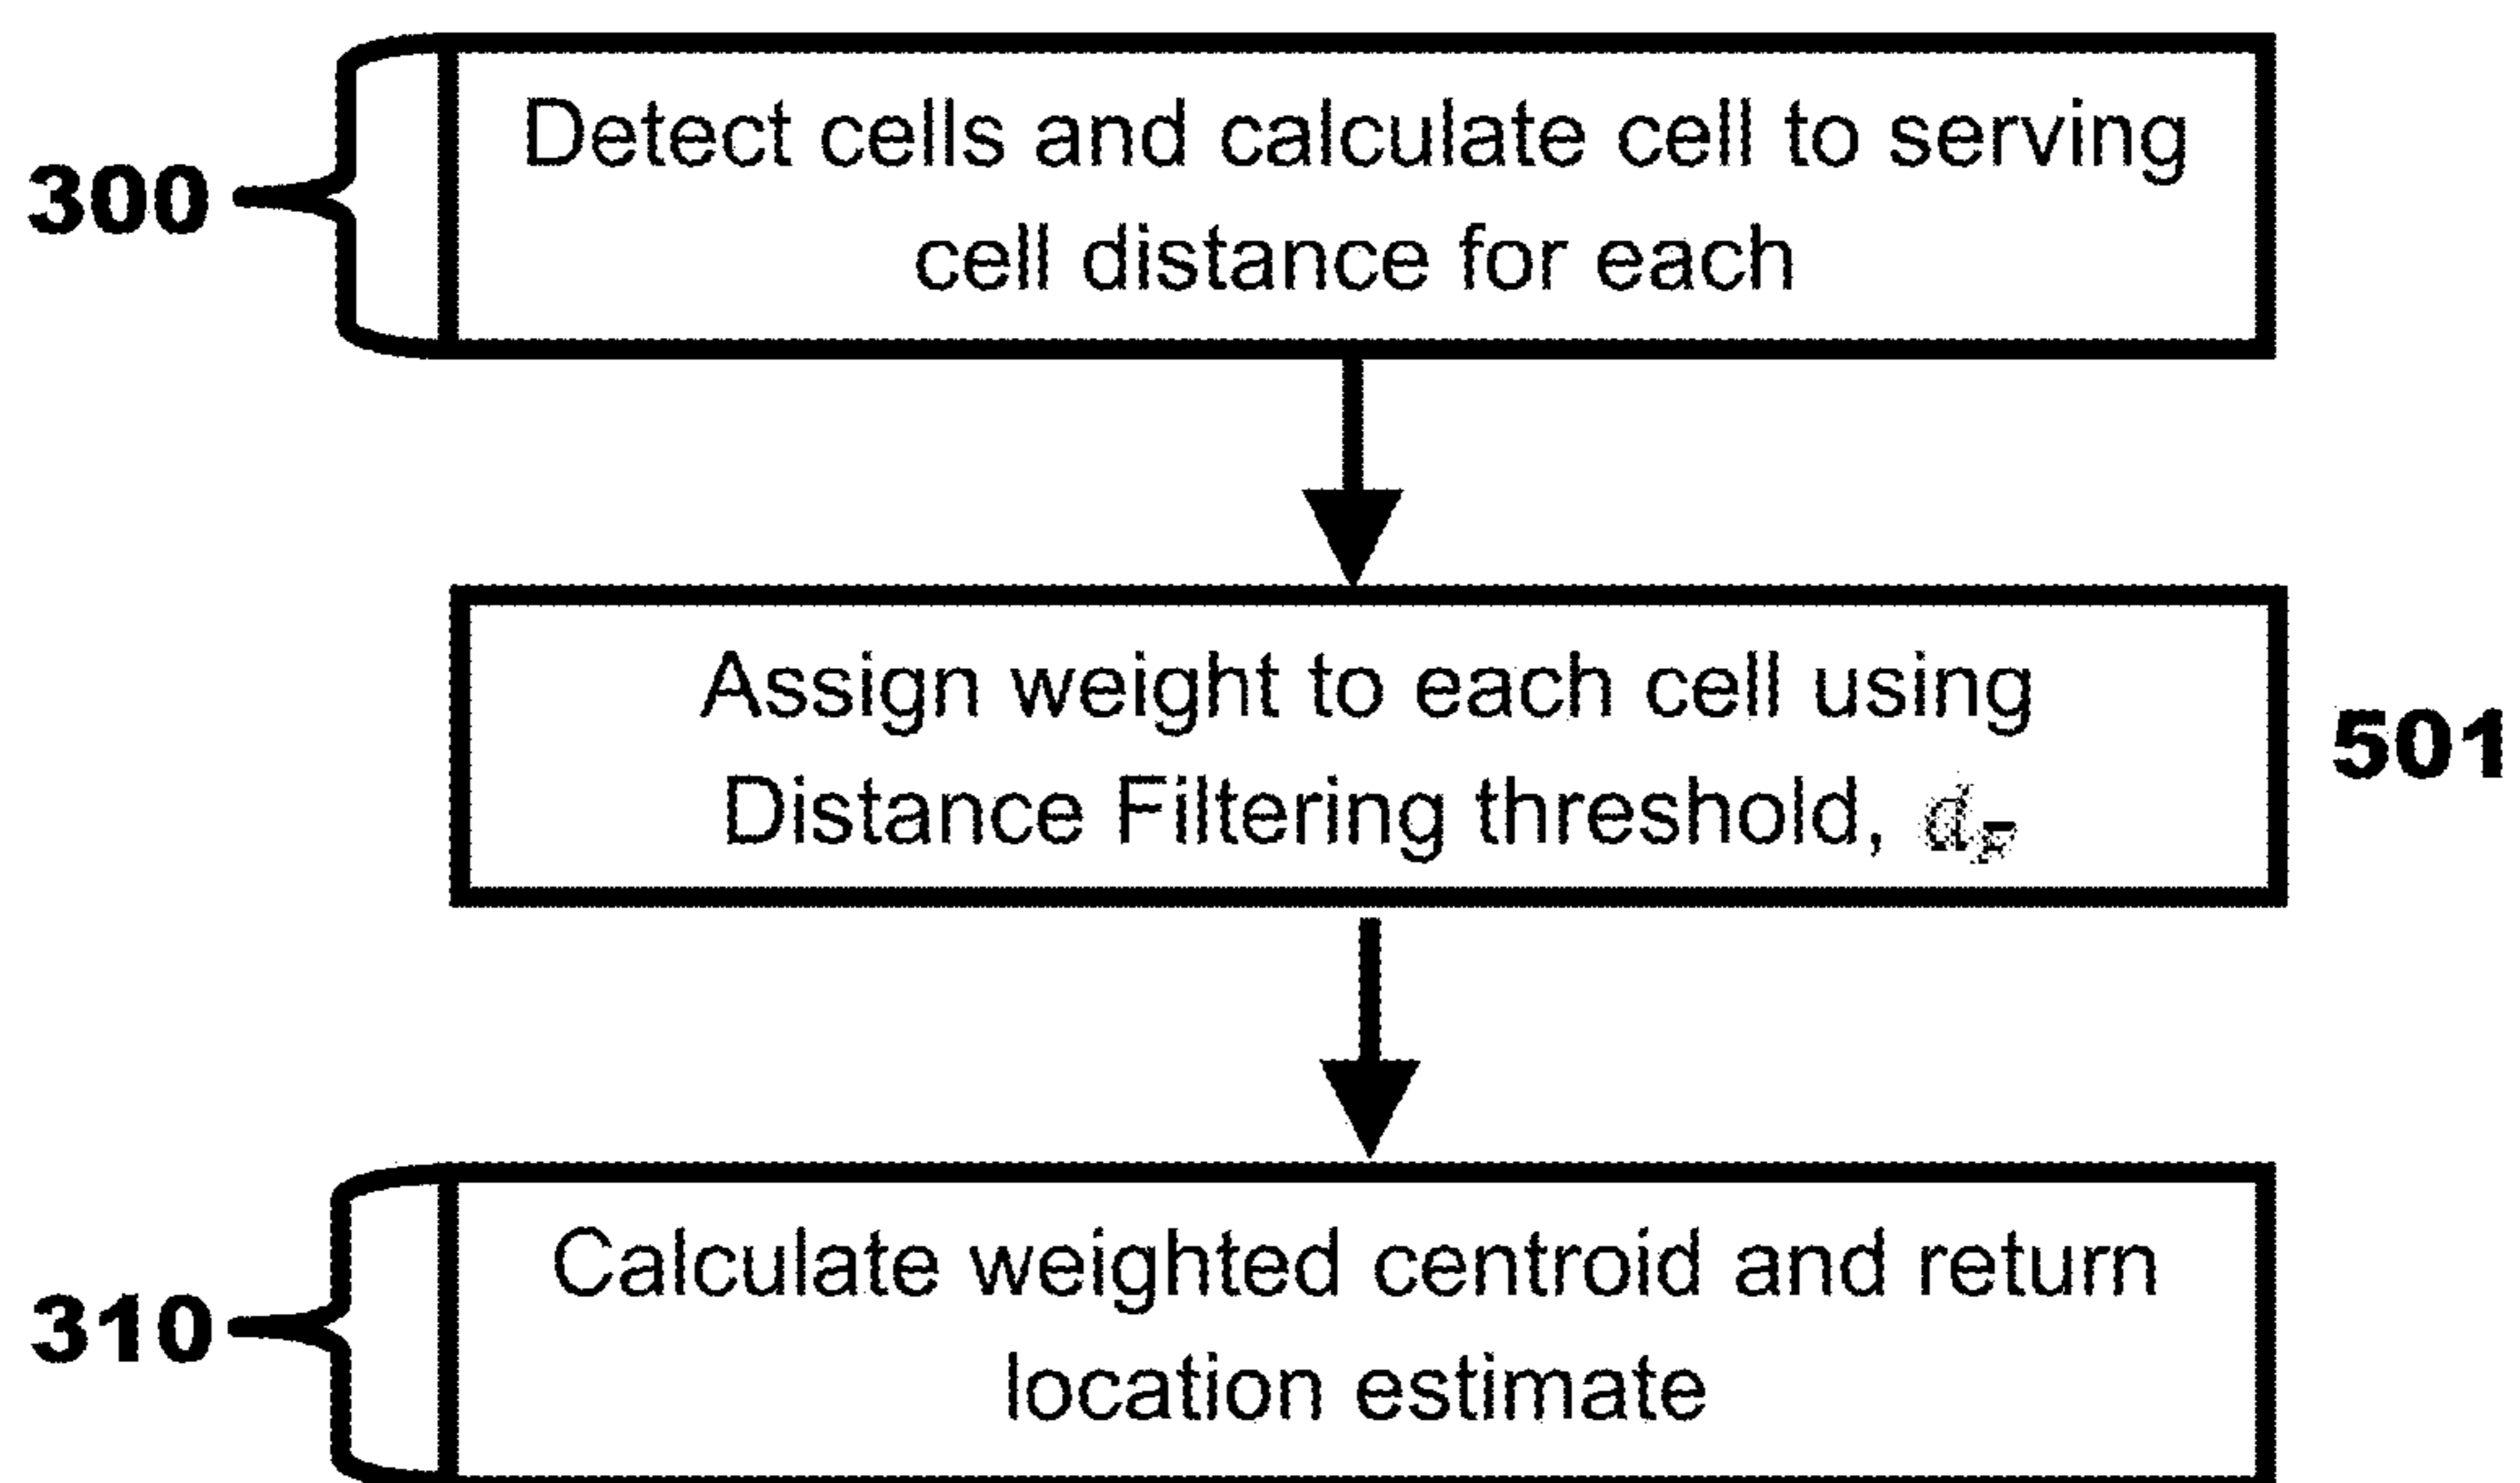 Detect cells and calculate cell to serving
cell distance for each
300
Assign weight to each cell using
Distance Filtering threshold,
501
Calculate weighted centroid and return
location estimate
310